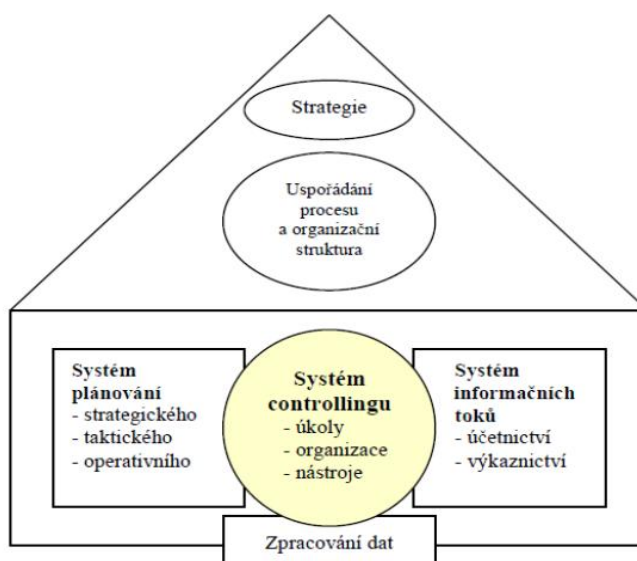 Strategie
Uspořádání
procesu
a organizační
struktura
Systém
plánování
- strategického
- taktického
- operativního
Systém
controllingu
- úkoly
- organizace
- nástroje
Systém
informačních
toků
- účetnictví
- výkaznictví
Zpracování dat